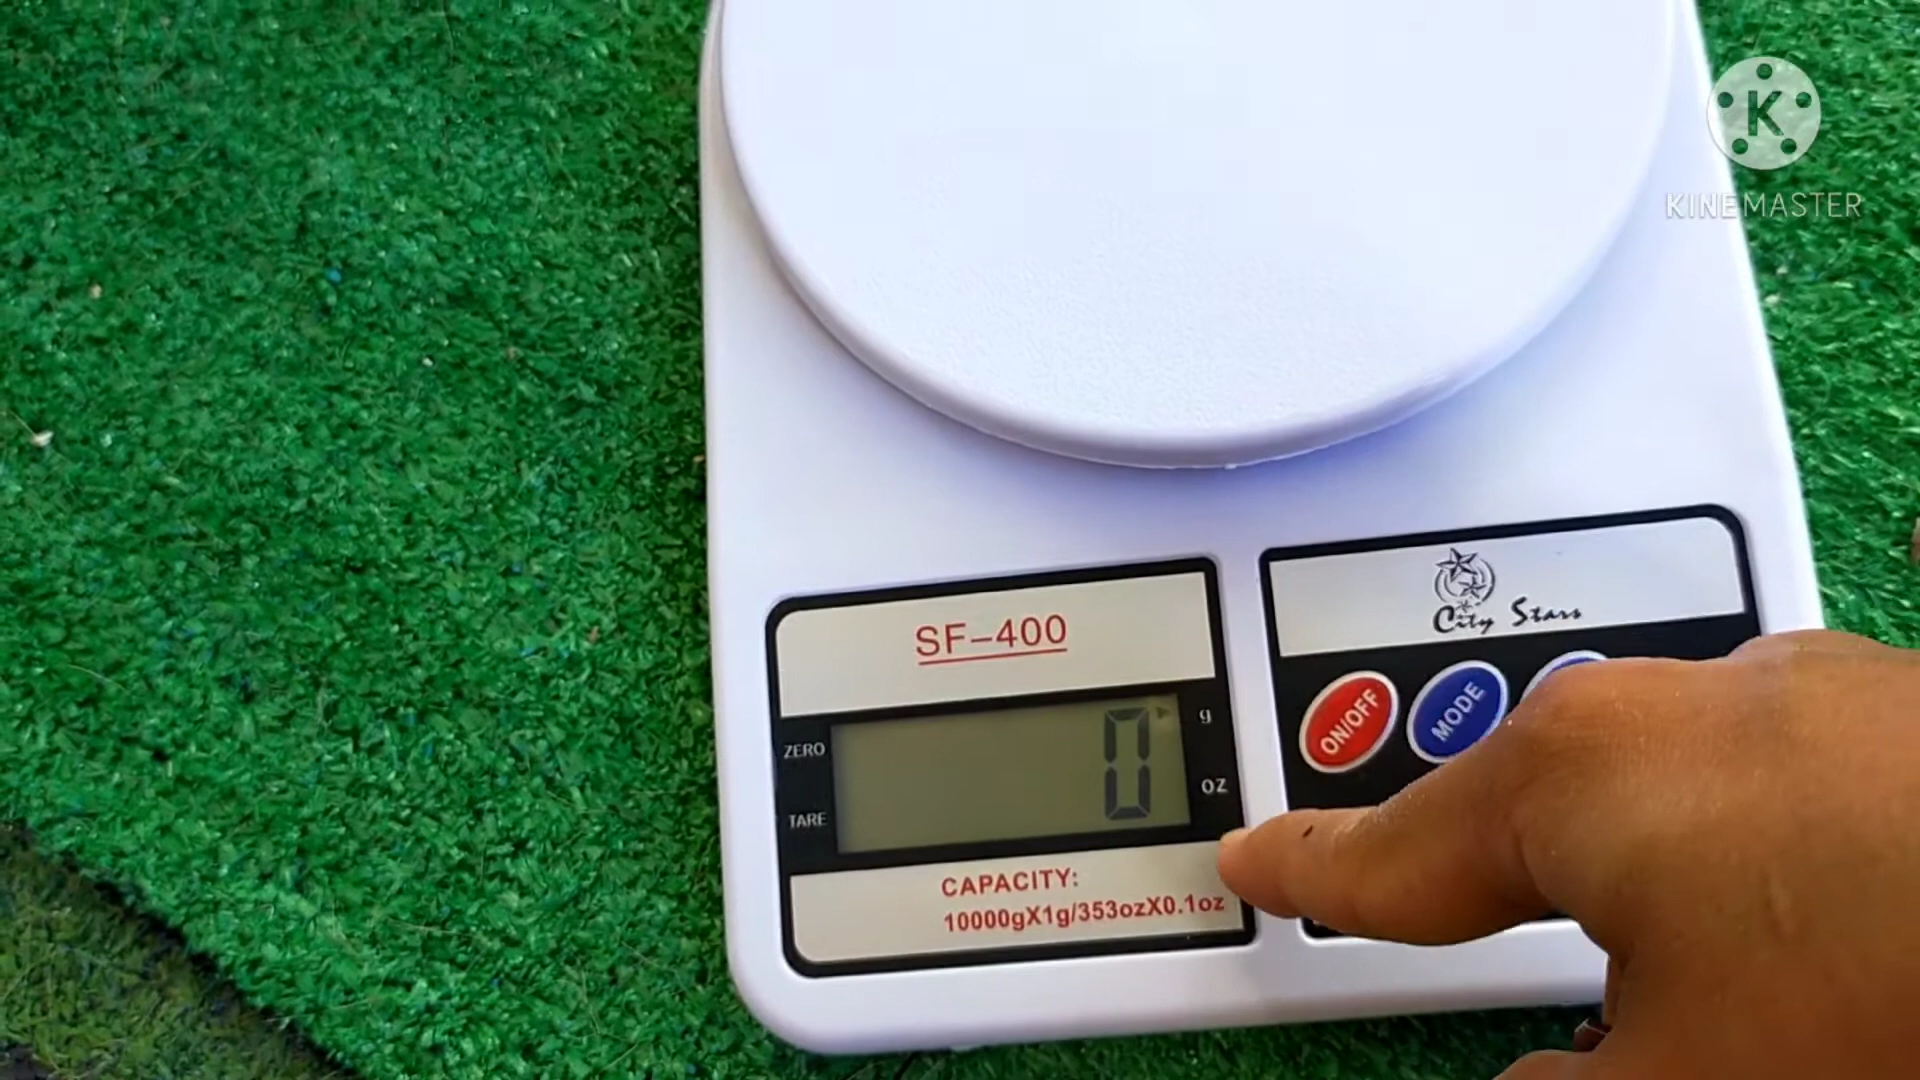 K
KINEMASTER
SF-400
City Stars
ON/OFF
MODE
ZERO
TARE
0
g
oz
CAPACITY:
10000gX1g/353ozX0.1oz